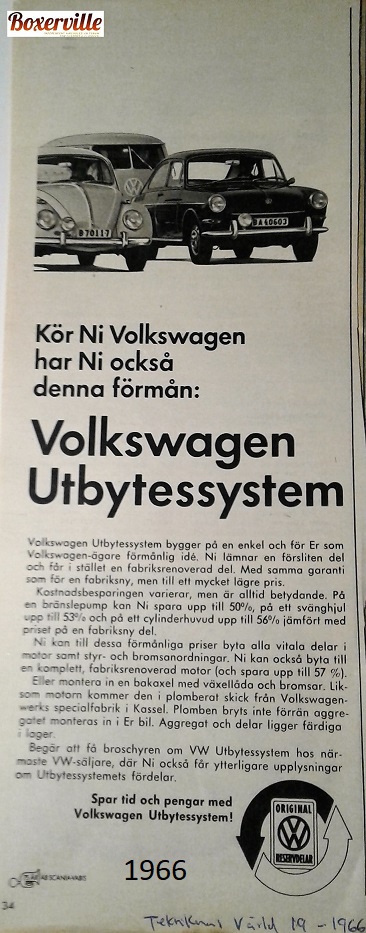 Boxerville
B70117
BA60603
Kör Ni Volkswagen
har Ni också
denna förmån:
Volkswagen
Utbytessystem
Volkswagen Utbytessystem bygger på en enkel och för Er som
Volkswagen-ägare förmånlig idé. Ni lämnar en försliten del
och får i stället en fabriksrenoverad del. Med samma garanti
som för en fabriksny, men till ett mycket lägre pris.
Kostnadsbesparingen varierar, men är alltid betydande. På
en bränslepump kan Ni spara upp till 50%, på ett svänghjul
upp till 53% och på ett cylinderhuvud upp till 56% jämfört med
priset på en fabriksny del.
Ni kan till dessa förmånliga priser byta alla vitala delar i
motor samt styr- och bromsanordningar. Ni kan också byta till
en komplett, fabriksrenoverad motor (och spara upp till 57 %).
Eller montera in en bakaxel med växellåda och bromsar. Lik-
som motorn kommer den i plomberat skick från Volkswagen-
werks specialfabrik i Kassel. Plomben bryts inte förrän aggre-
gatet monteras in i Er bil. Aggregat och delar ligger färdiga
i lager.
Begär att få broschyren om VW Utbytessystem hos när-
maste VW-säljare, där Ni också får ytterligare upplysningar
om Utbytessystemets fördelar.
Spar tid och pengar med
Volkswagen Utbytessystem!
ORIGINAL
VW
RESERVDELAR
AB SCANIA-VABIS
1966
34
Teknikens Värld 19 - 1966